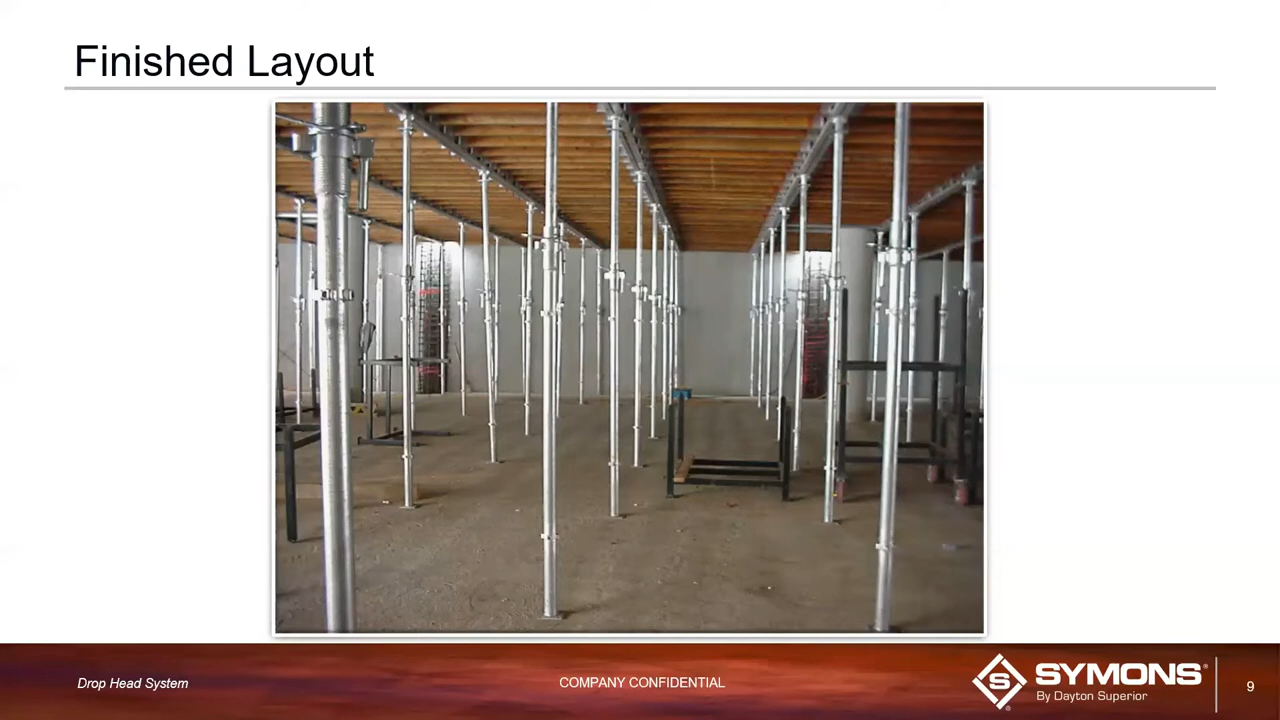 Finished Layout
Drop Head System
COMPANY CONFIDENTIAL
S SYMONS®
By Dayton Superior
®
9